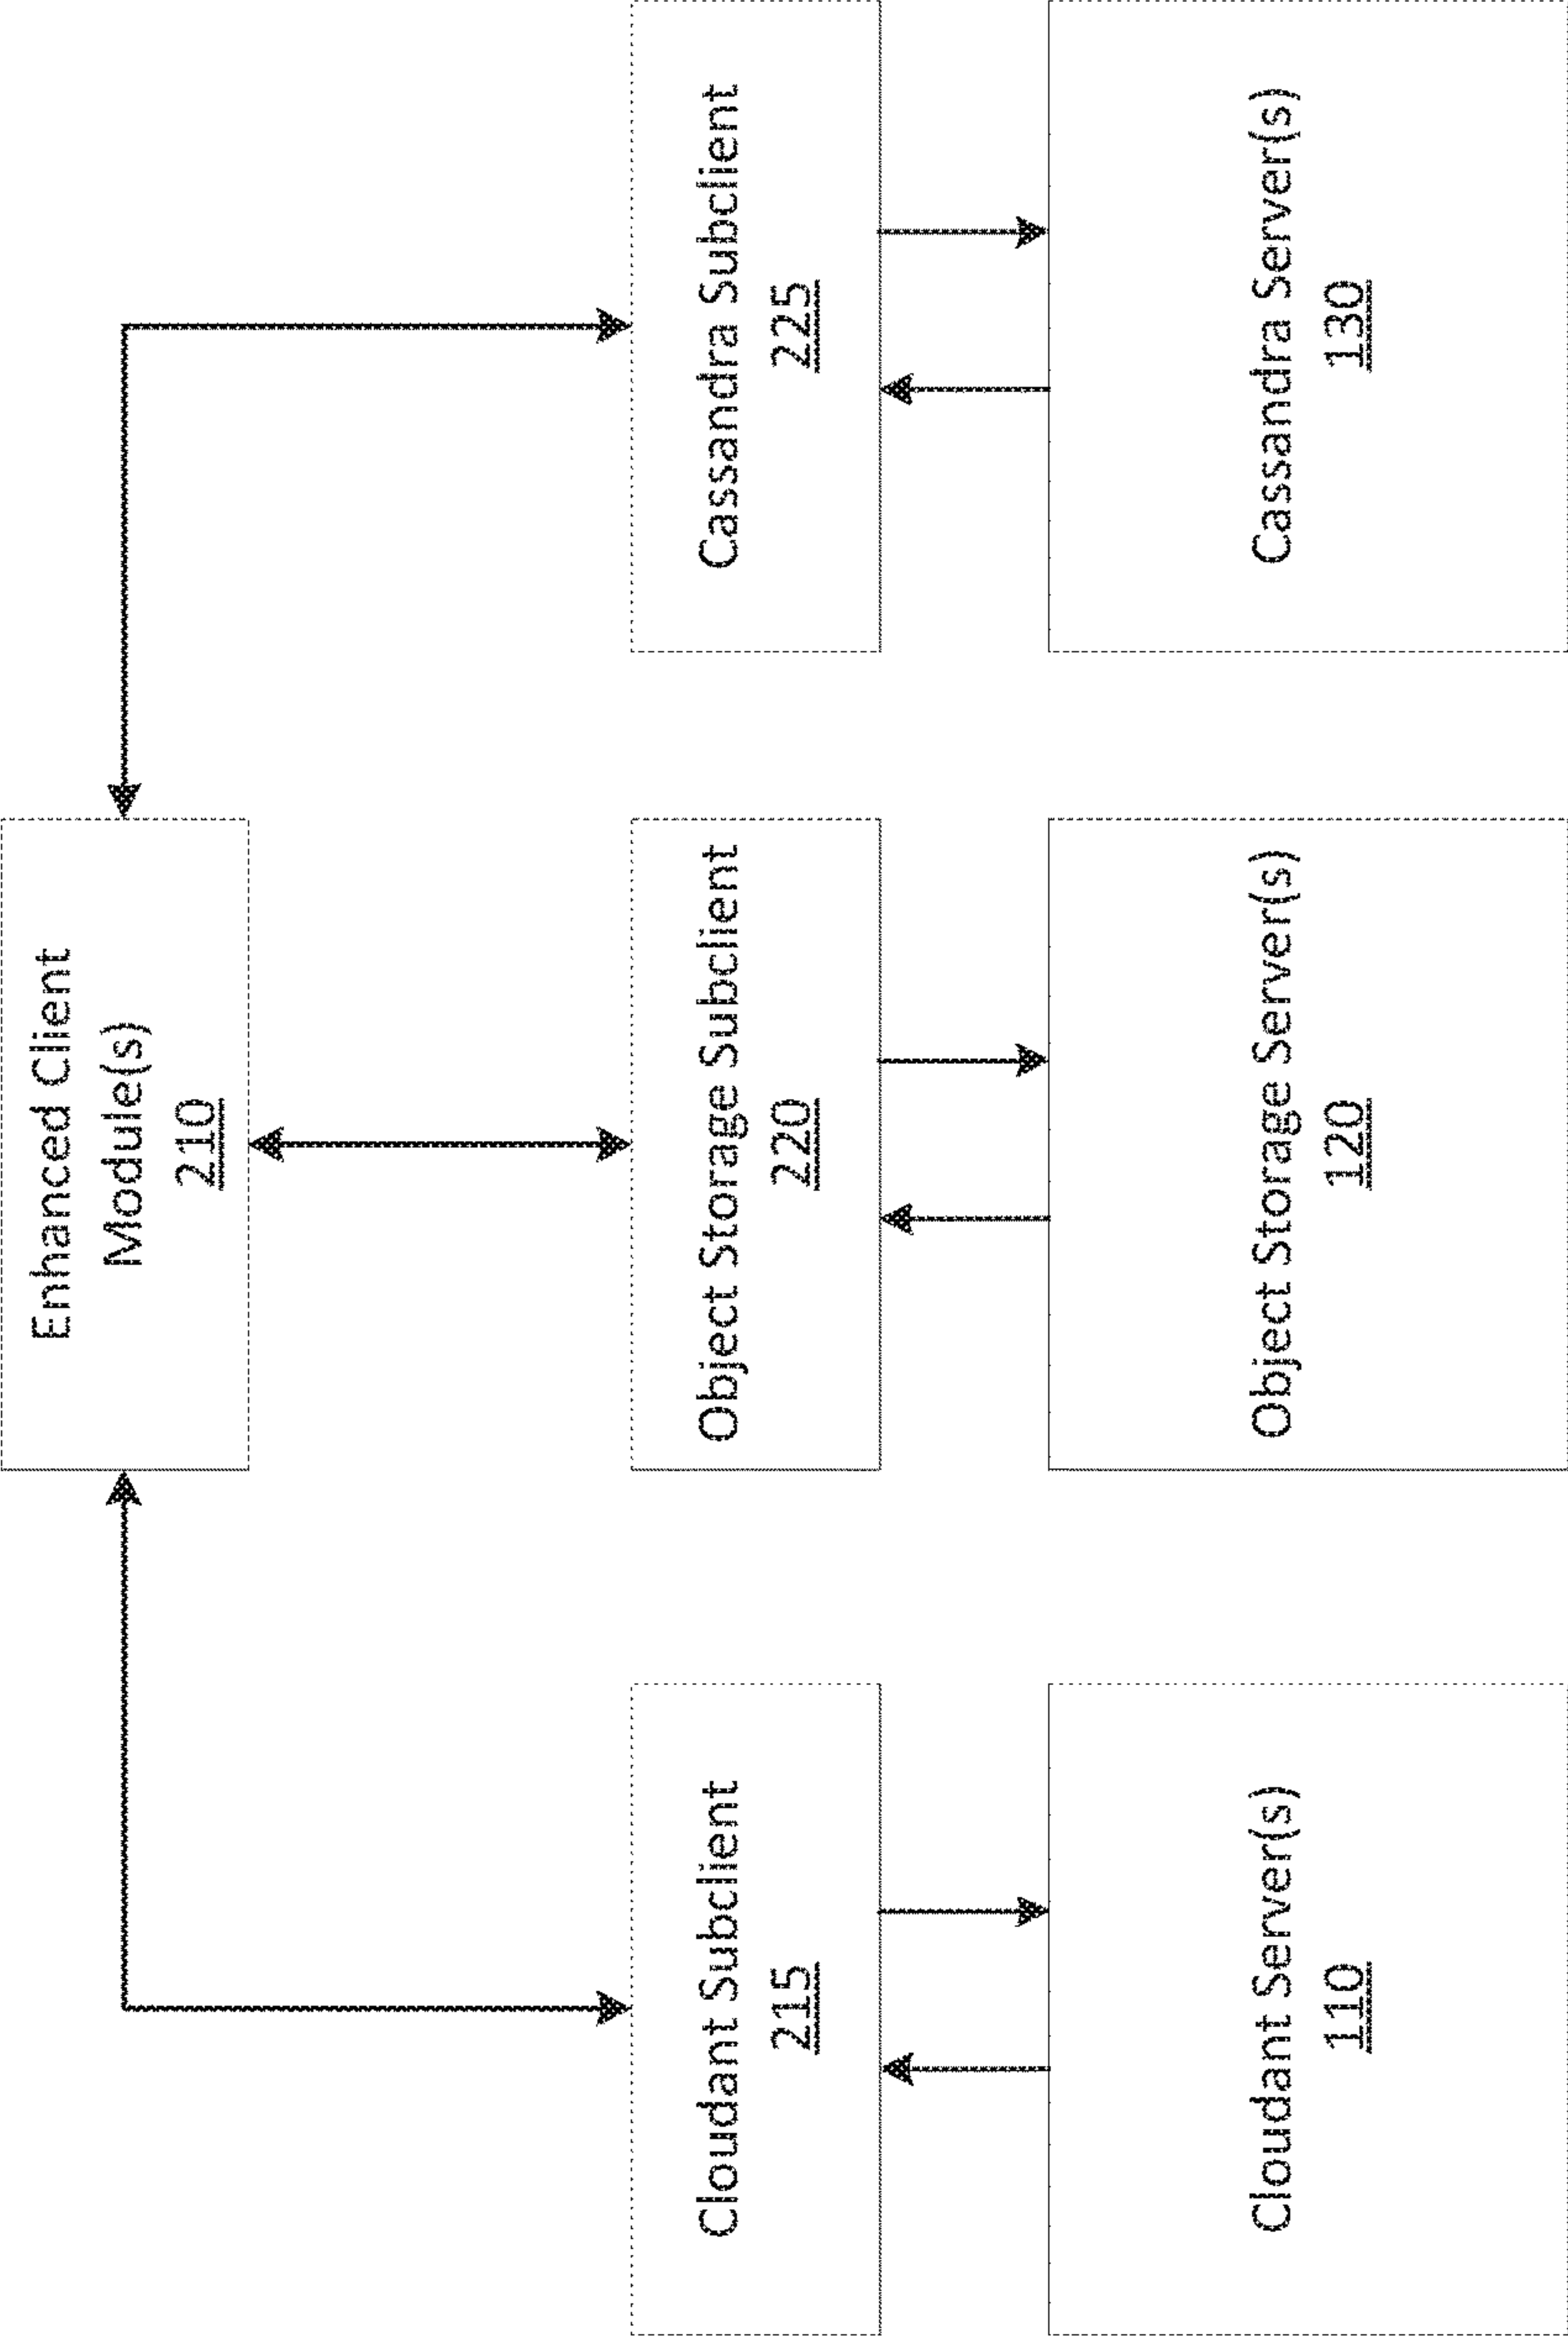 Enhanced Client
Module(s)
210
Cloudant Subclient
215
Object Storage Subclient
220
Cassandra Subclient
225
Cloudant Server(s)
110
Object Storage Server(s)
120
Cassandra Server(s)
130